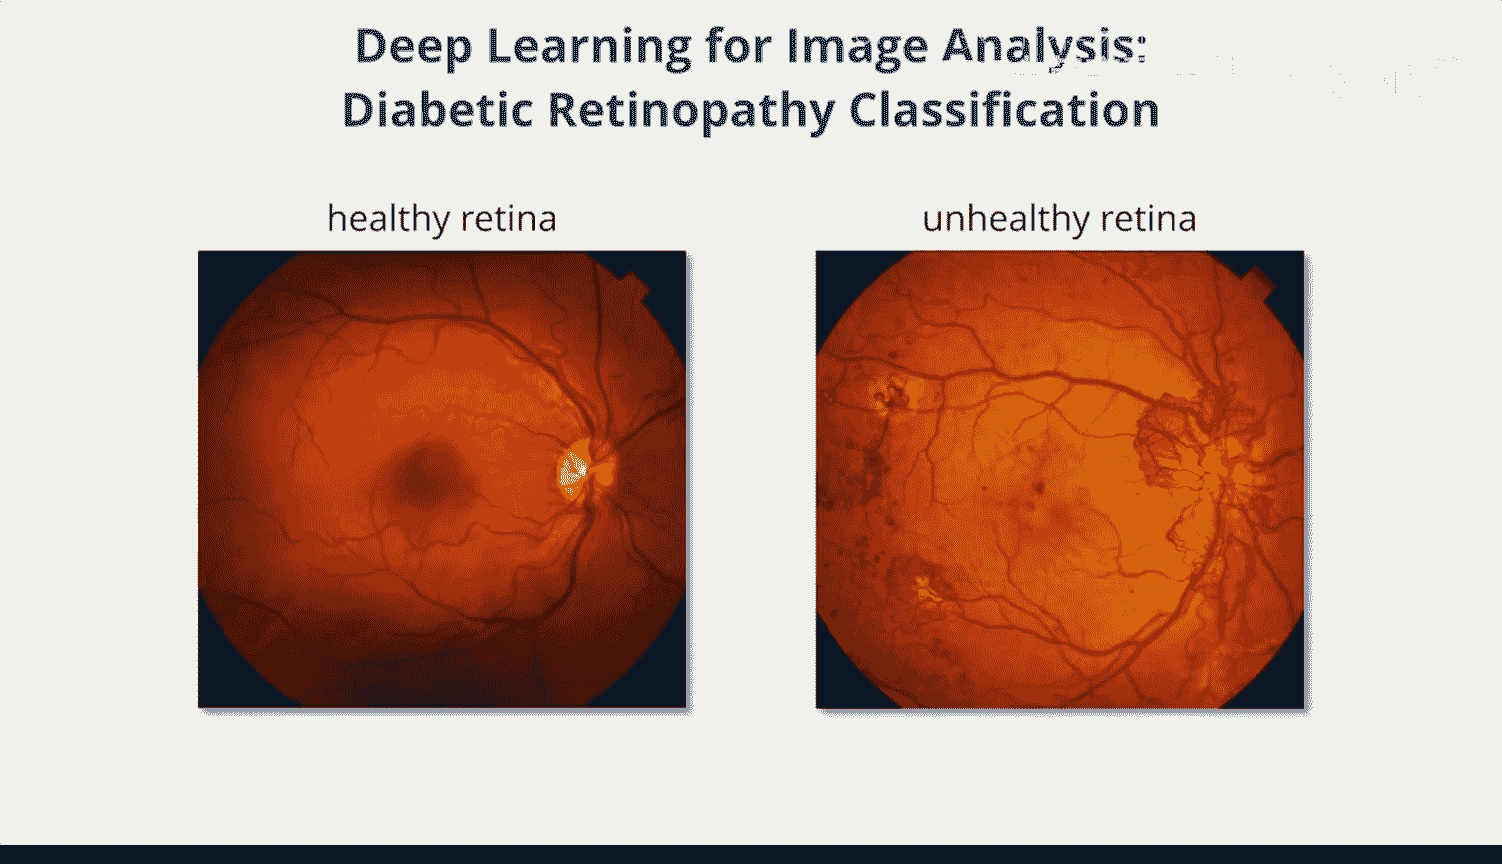 Deep Learning for Image Analysis:
Diabetic Retinopathy Classification
healthy retina
unhealthy retina